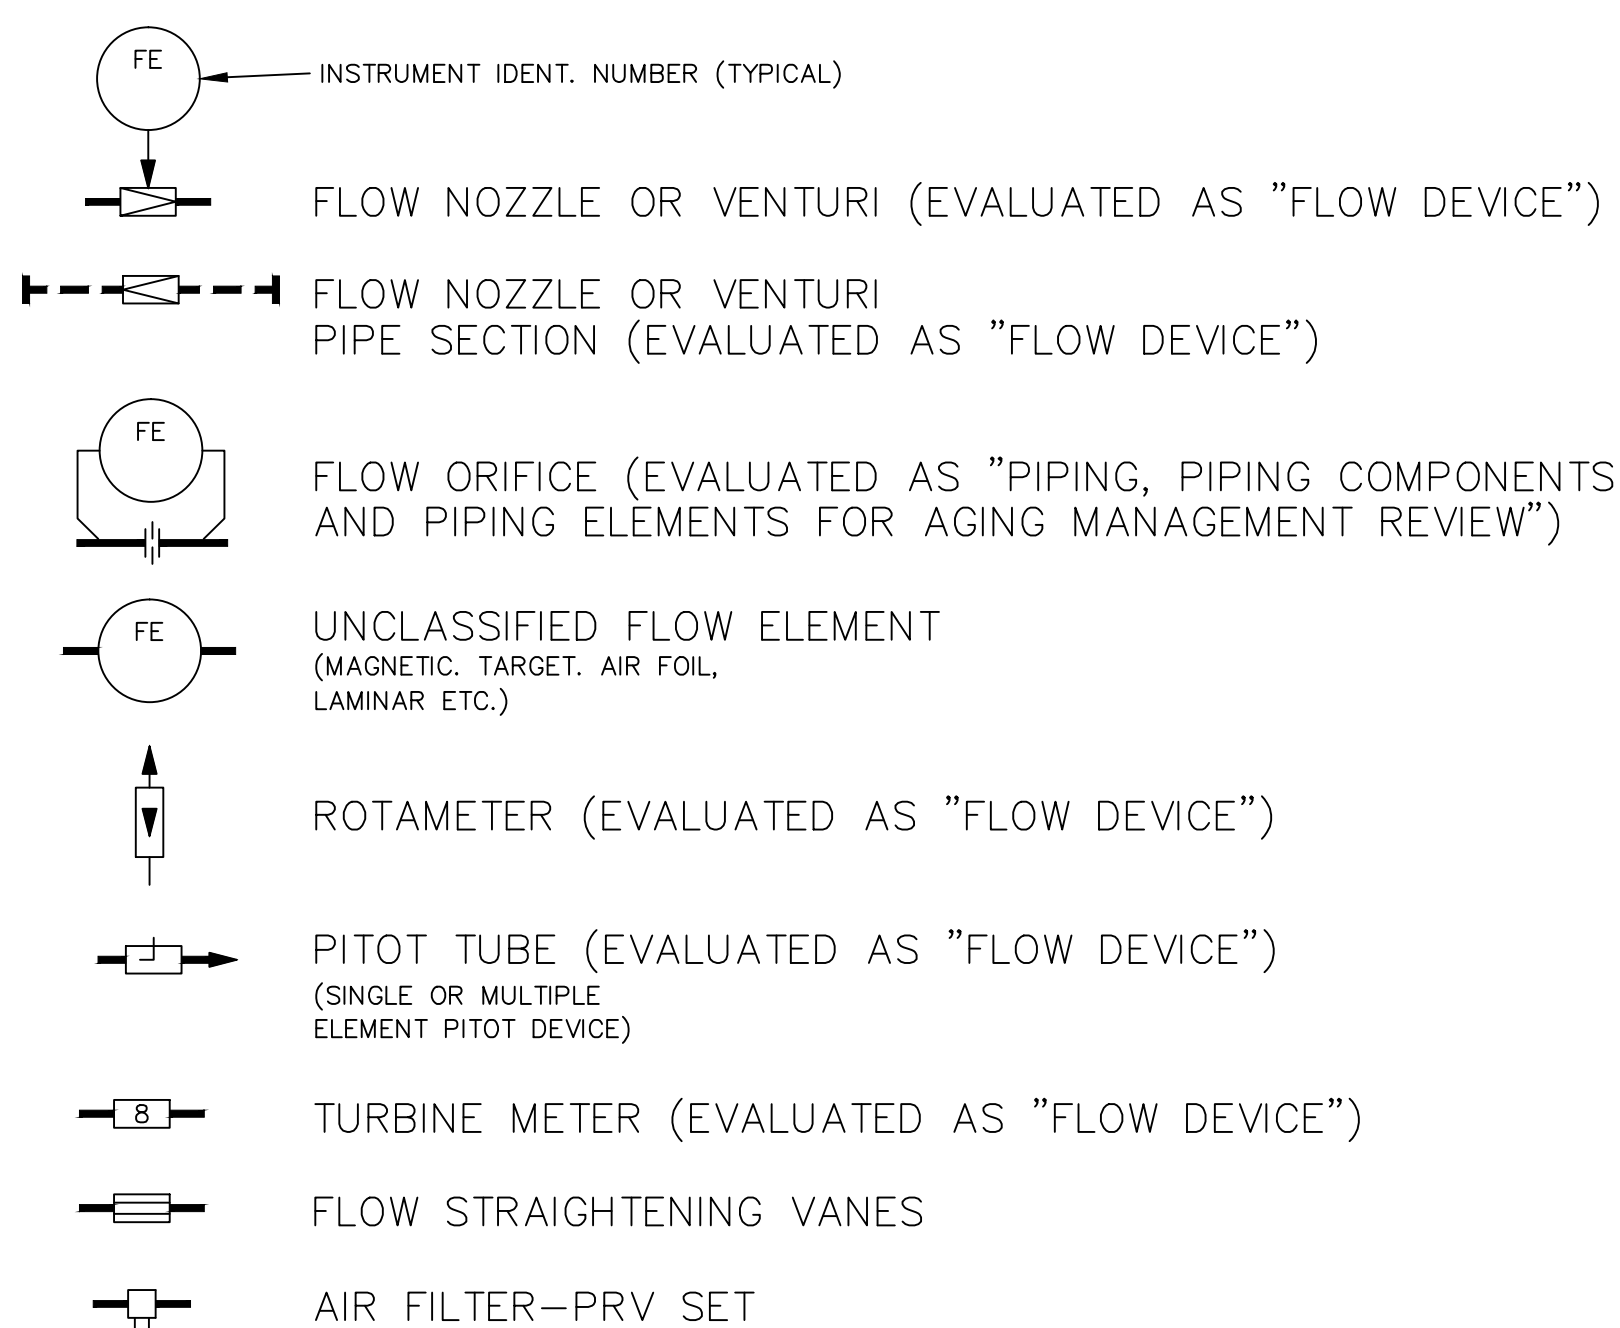 FE
INSTRUMENT IDENT. NUMBER (TYPICAL)
FLOW NOZZLE OR VENTURI (EVALUATED AS "FLOW DEVICE")
FLOW NOZZLE OR VENTURI
PIPE SECTION (EVALUATED AS "FLOW DEVICE")
FE
FLOW ORIFICE (EVALUATED AS "PIPING, PIPING COMPONENTS
AND PIPING ELEMENTS FOR AGING MANAGEMENT REVIEW")
FE
UNCLASSIFIED FLOW ELEMENT
(MAGNETIC. TARGET. AIR FOIL,
LAMINAR ETC.)
ROTAMETER (EVALUATED AS "FLOW DEVICE")
PITOT TUBE (EVALUATED AS "FLOW DEVICE")
(SINGLE OR MULTIPLE
ELEMENT PITOT DEVICE)
8
TURBINE METER (EVALUATED AS "FLOW DEVICE")
FLOW STRAIGHTENING VANES
AIR FILTER-PRV SET